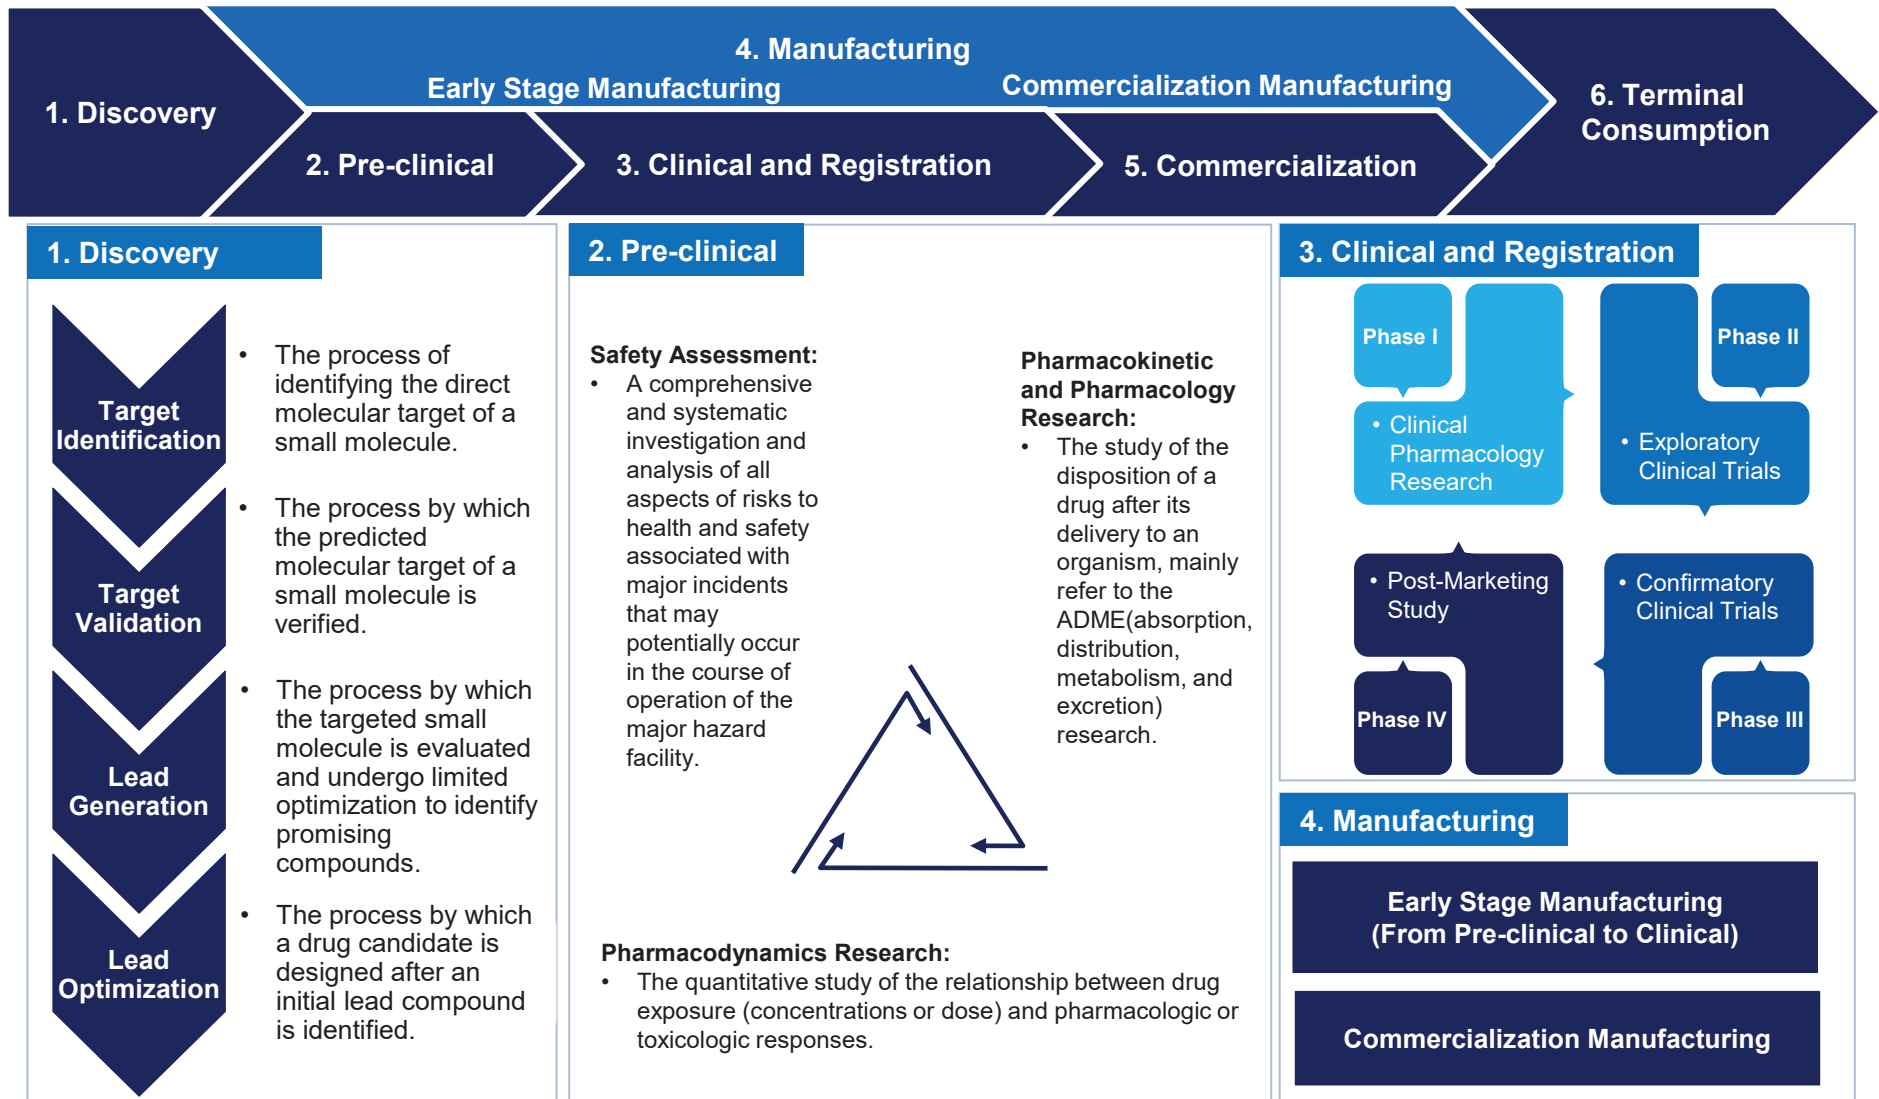 4. Manufacturing
Early Stage Manufacturing
Commercialization Manufacturing
1. Discovery
2. Pre-clinical
3. Clinical and Registration
5. Commercialization
6. Terminal
Consumption
1. Discovery
Target
Identification
• The process of
identifying the direct
molecular target of a
small molecule.
Target
Validation
• The process by which
the predicted
molecular target of a
small molecule is
verified.
Lead
Generation
• The process by which
the targeted small
molecule is evaluated
and undergo limited
optimization to identify
promising
compounds.
Lead
Optimization
• The process by which
a drug candidate is
designed after an
initial lead compound
is identified.
2. Pre-clinical
Safety Assessment:
• A comprehensive
and systematic
investigation and
analysis of all
aspects of risks to
health and safety
associated with
major incidents
that may
potentially occur
in the course of
operation of the
major hazard
facility.
Pharmacokinetic
and Pharmacology
Research:
• The study of the
disposition of a
drug after its
delivery to an
organism, mainly
refer to the
ADME(absorption,
distribution,
metabolism, and
excretion)
research.
Pharmacodynamics Research:
• The quantitative study of the relationship between drug
exposure (concentrations or dose) and pharmacologic or
toxicologic responses.
3. Clinical and Registration
Phase I
• Clinical
Pharmacology
Research
Phase II
• Exploratory
Clinical Trials
• Post-Marketing
Study
Phase IV
• Confirmatory
Clinical Trials
Phase III
4. Manufacturing
Early Stage Manufacturing
(From Pre-clinical to Clinical)
Commercialization Manufacturing